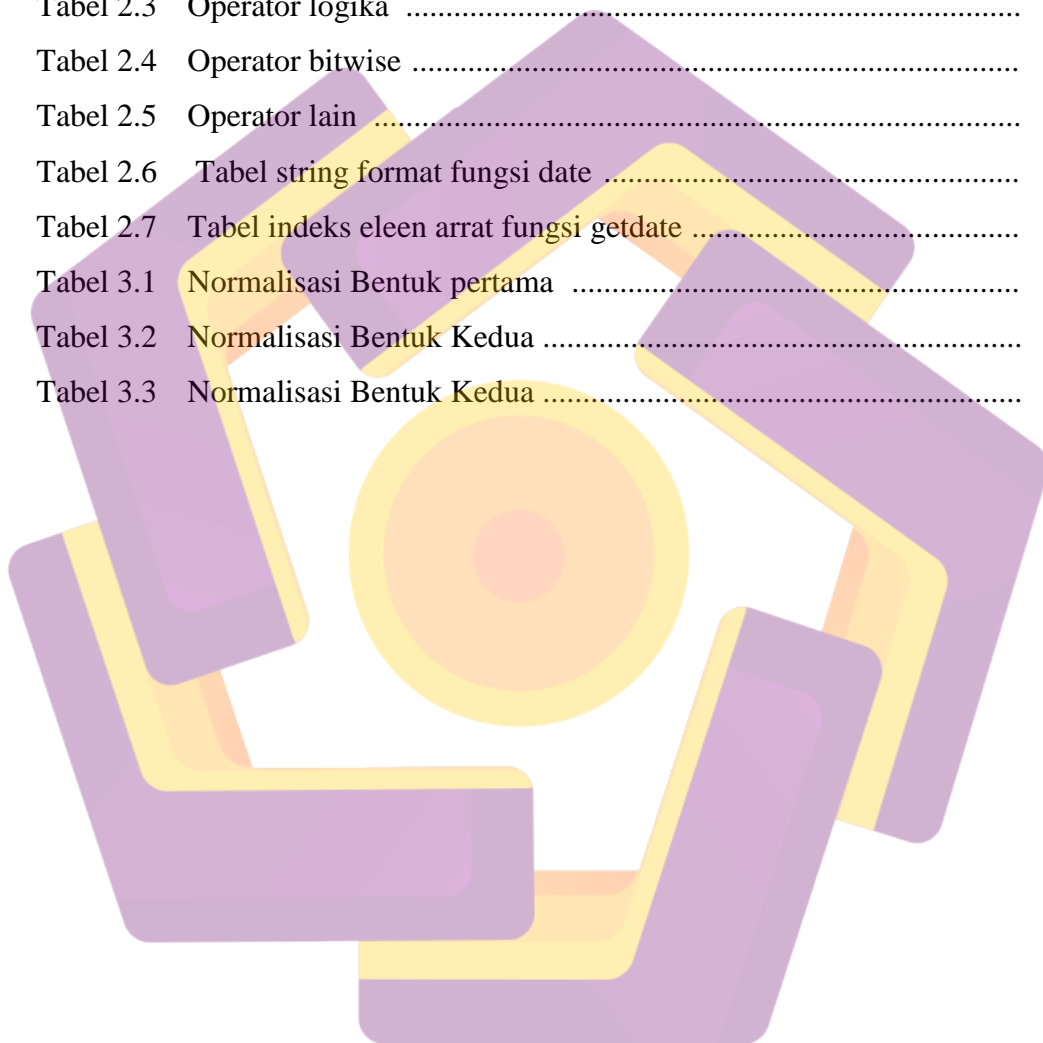 Tabel 2.3 Operator logika ............................................................................
Tabel 2.4 Operator bitwise ...........................................................................
Tabel 2.5 Operator lain ................................................................................
Tabel 2.6 Tabel string format fungsi date ...................................................
Tabel 2.7 Tabel indeks eleen arrat fungsi getdate ........................................
Tabel 3.1 Normalisasi Bentuk pertama .......................................................
Tabel 3.2 Normalisasi Bentuk Kedua ...........................................................
Tabel 3.3 Normalisasi Bentuk Kedua ...........................................................